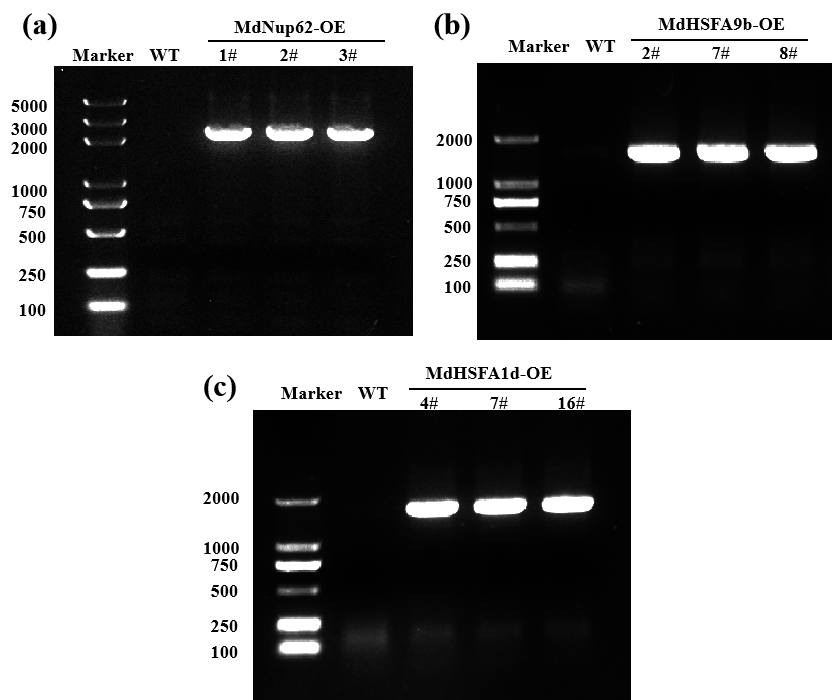 (a)
MdNup62-OE
Marker WT
1# 2# 3#
5000
3000
2000
1000
750
500
250
100
(b)
MdHSFA9b-OE
Marker WT
2# 7# 8#
2000
1000
750
500
250
100
(c)
MdHSFA1d-OE
Marker WT
4# 7# 16#
2000
1000
750
500
250
100